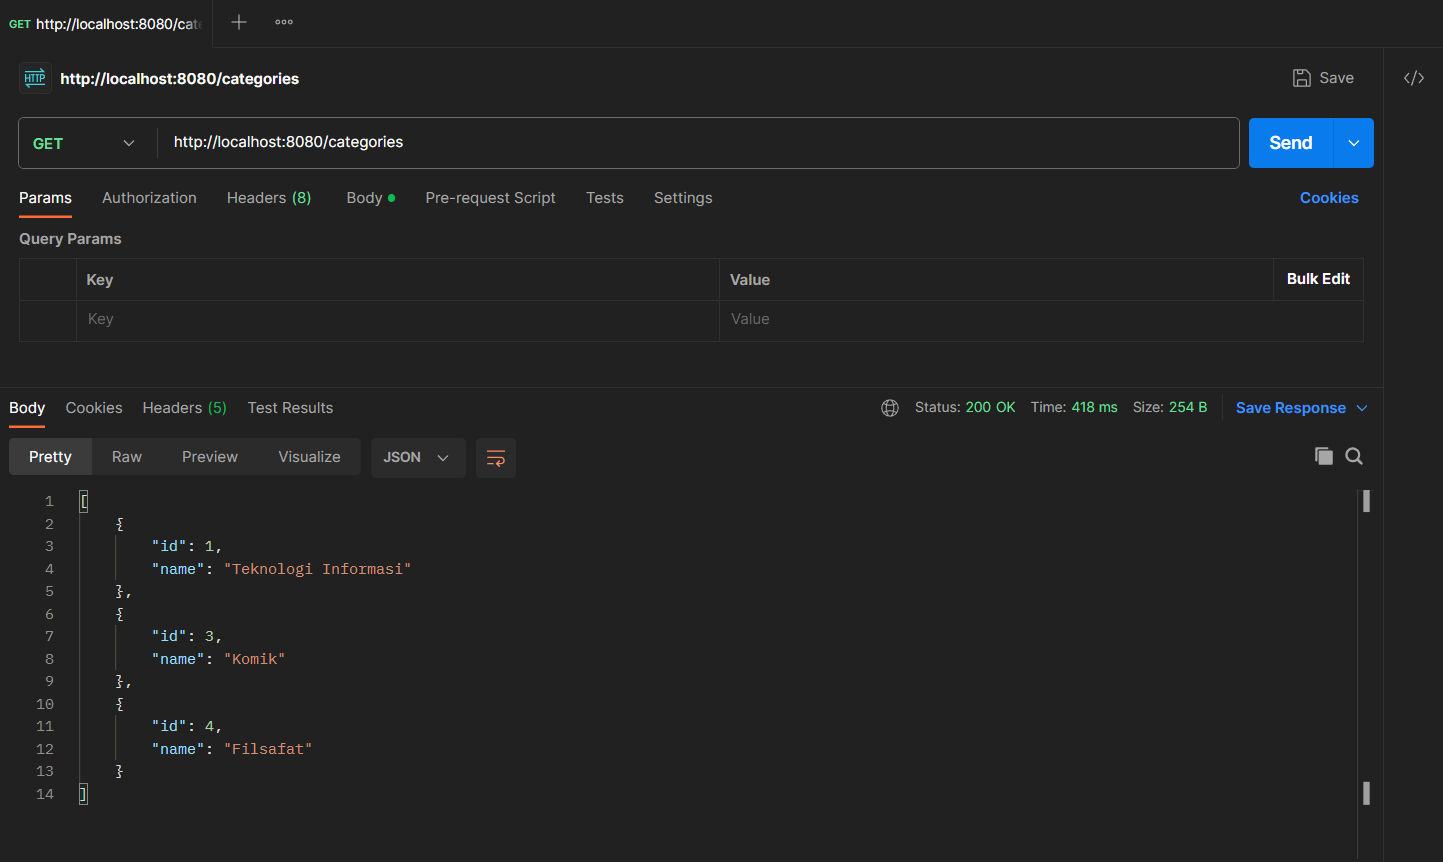 GET http://localhost:8080/cat
HTTP http://localhost:8080/categories
Save
</>
GET http://localhost:8080/categories
Send
Params Authorization Headers (8) Body Pre-request Script Tests Settings Cookies
Query Params
Key Value Bulk Edit
Key Value
Body Cookies Headers (5) Test Results Status: 200 OK Time: 418 ms Size: 254 B Save Response
Pretty Raw Preview Visualize JSON
1 [
2 {
3 "id": 1,
4 "name": "Teknologi Informasi"
5 },
6 {
7 "id": 3,
8 "name": "Komik"
9 },
10 {
11 "id": 4,
12 "name": "Filsafat"
13 }
14 ]